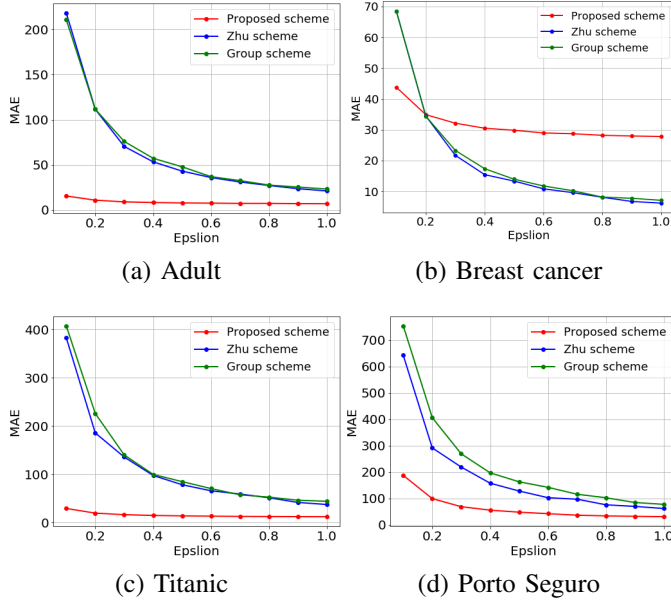 Proposed scheme
Zhu scheme
Group scheme
MAE
200
150
100
50
0
0.2 0.4 0.6 0.8 1.0
Epslion
(a) Adult
Proposed scheme
Zhu scheme
Group scheme
MAE
70
60
50
40
30
20
10
0.2 0.4 0.6 0.8 1.0
Epslion
(b) Breast cancer
Proposed scheme
Zhu scheme
Group scheme
MAE
400
300
200
100
0
0.2 0.4 0.6 0.8 1.0
Epslion
(c) Titanic
Proposed scheme
Zhu scheme
Group scheme
MAE
700
600
500
400
300
200
100
0
0.2 0.4 0.6 0.8 1.0
Epslion
(d) Porto Seguro